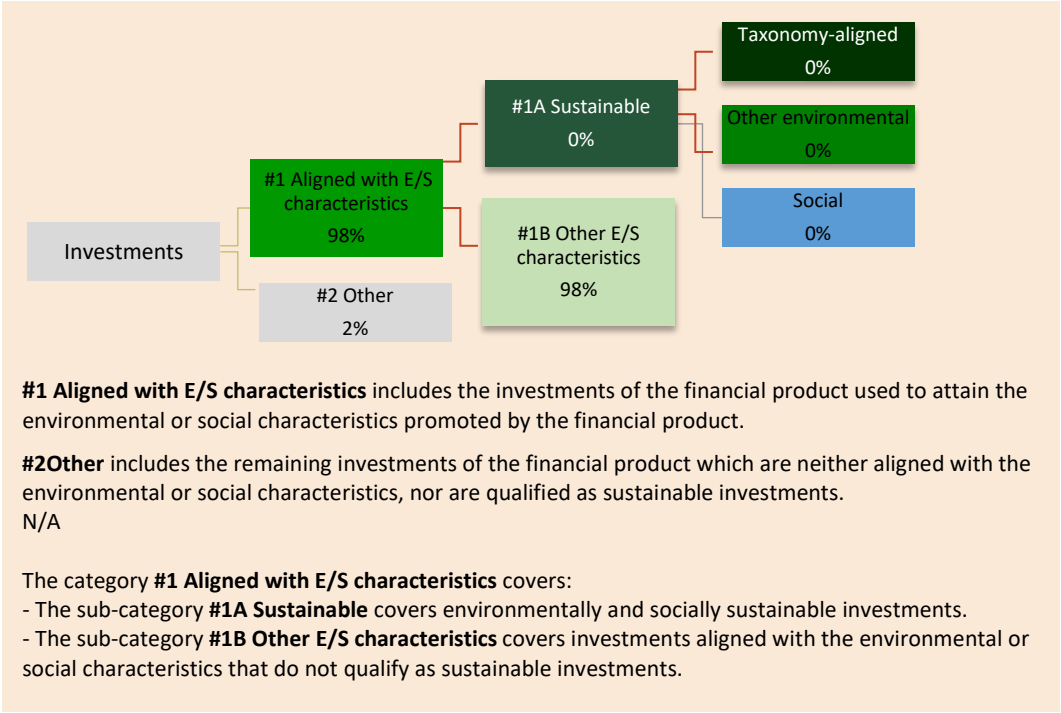 Taxonomy-aligned
0%
#1A Sustainable
0%
Other environmental
0%
#1 Aligned with E/S
characteristics
98%
Social
0%
#1B Other E/S
characteristics
98%
Investments
#2 Other
2%
#1 Aligned with E/S characteristics includes the investments of the financial product used to attain the
environmental or social characteristics promoted by the financial product.
#2Other includes the remaining investments of the financial product which are neither aligned with the
environmental or social characteristics, nor are qualified as sustainable investments.
N/A
The category #1 Aligned with E/S characteristics covers:
- The sub-category #1A Sustainable covers environmentally and socially sustainable investments.
- The sub-category #1B Other E/S characteristics covers investments aligned with the environmental or
social characteristics that do not qualify as sustainable investments.